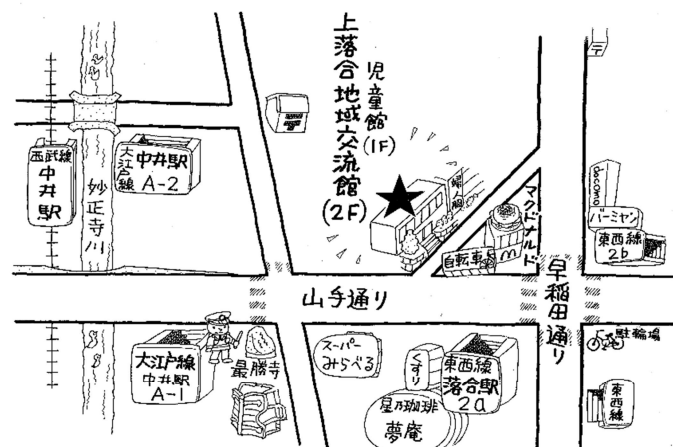 上落合地域交流館
(2F)
児童館
(1F)
西武線
中井駅
妙正寺川
大江戸線
中井駅
A-2
マクドナルド
自転車
m
docomo
バーミヤン
東西線
2b
〒
山手通り
早稲田通り
大江戸線
中井駅
A-1
最勝寺
スーパー
みらべる
くすり
東西線
落合駅
2a
星乃珈琲
夢庵
駐輪場
東西線